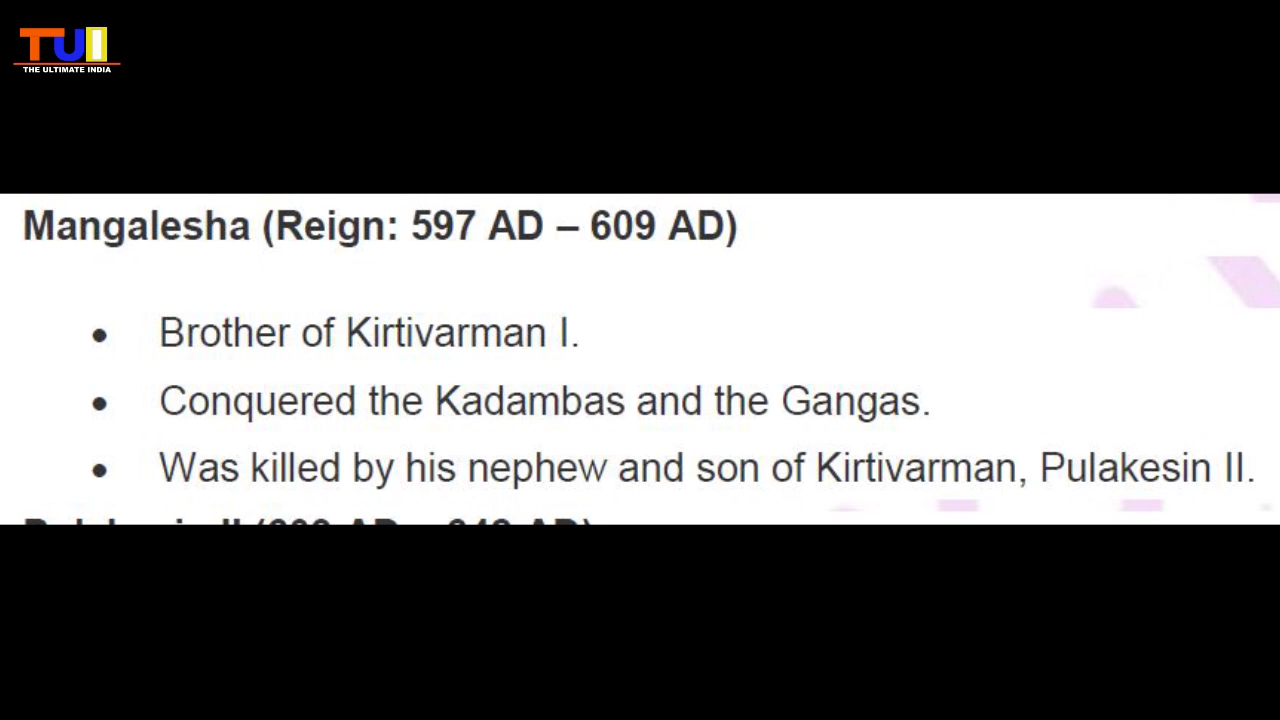 TUI
THE ULTIMATE INDIA
Mangalesha (Reign: 597 AD – 609 AD)
• Brother of Kirtivarman I.
• Conquered the Kadambas and the Gangas.
• Was killed by his nephew and son of Kirtivarman, Pulakesin II.